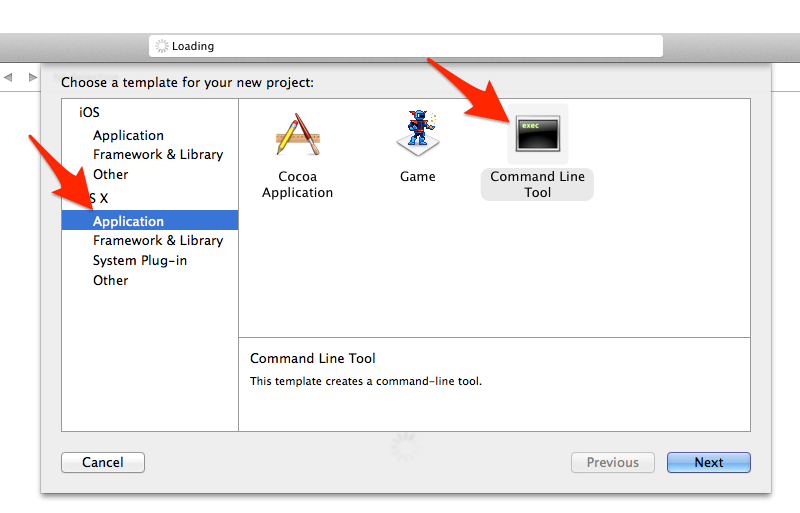 Loading
Choose a template for your new project:
iOS
Application
Framework & Library
Other
S X
Application
Framework & Library
System Plug-in
Other
exec
Cocoa
Application
Game
Command Line
Tool
Command Line Tool
This template creates a command-line tool.
Cancel
Previous
Next